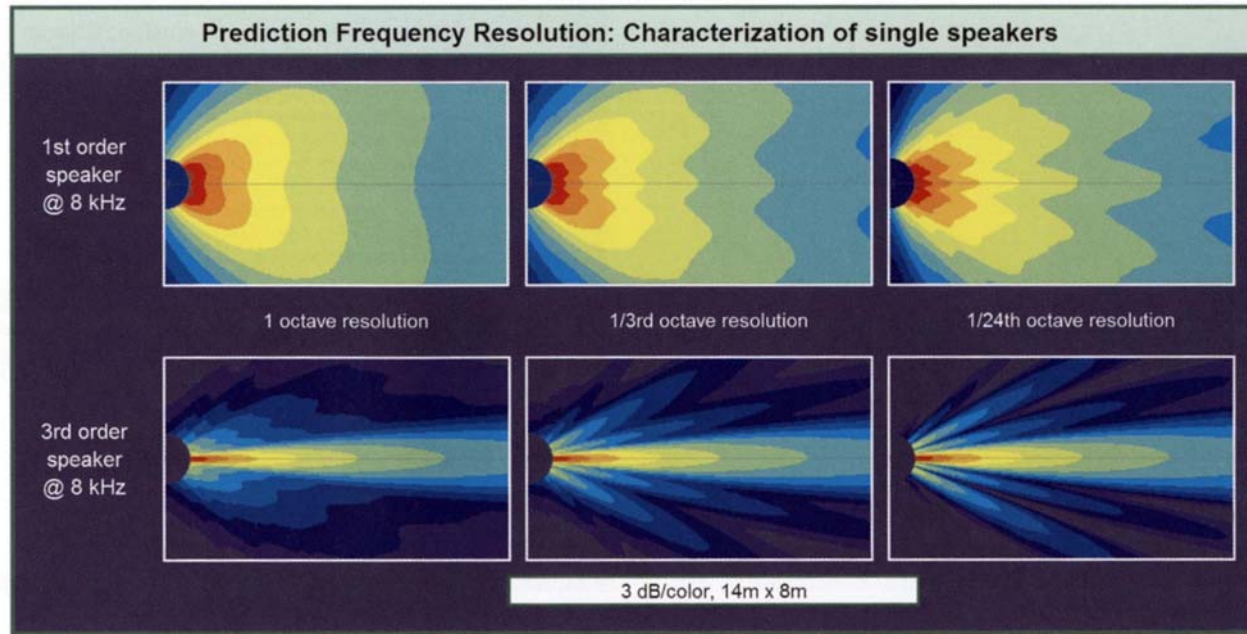 Prediction Frequency Resolution: Characterization of single speakers
1st order
speaker
@ 8 kHz
1 octave resolution
1/3rd octave resolution
1/24th octave resolution
3rd order
speaker
@ 8 kHz
3 dB/color, 14m x 8m